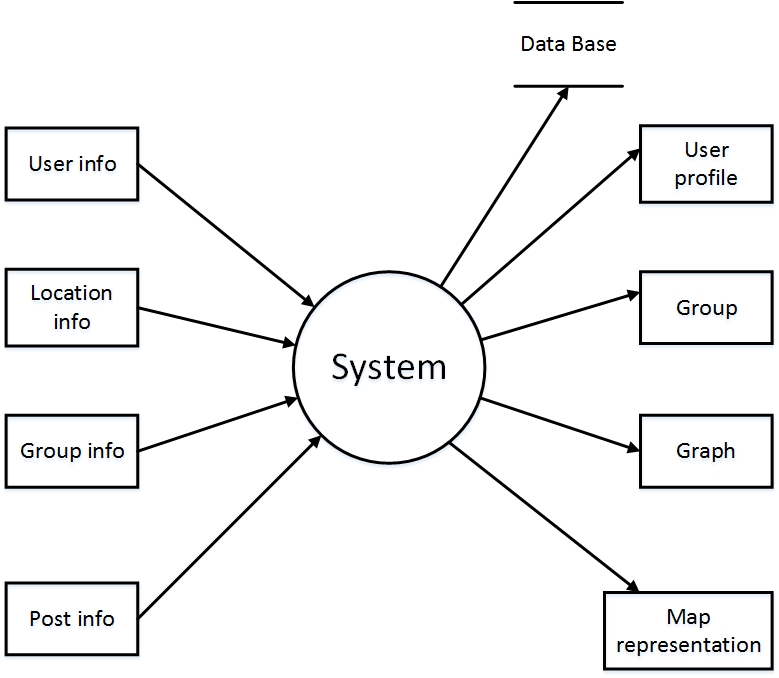 Data Base
User info
User
profile
Location
info
Group
System
Group info
Graph
Post info
Map
representation